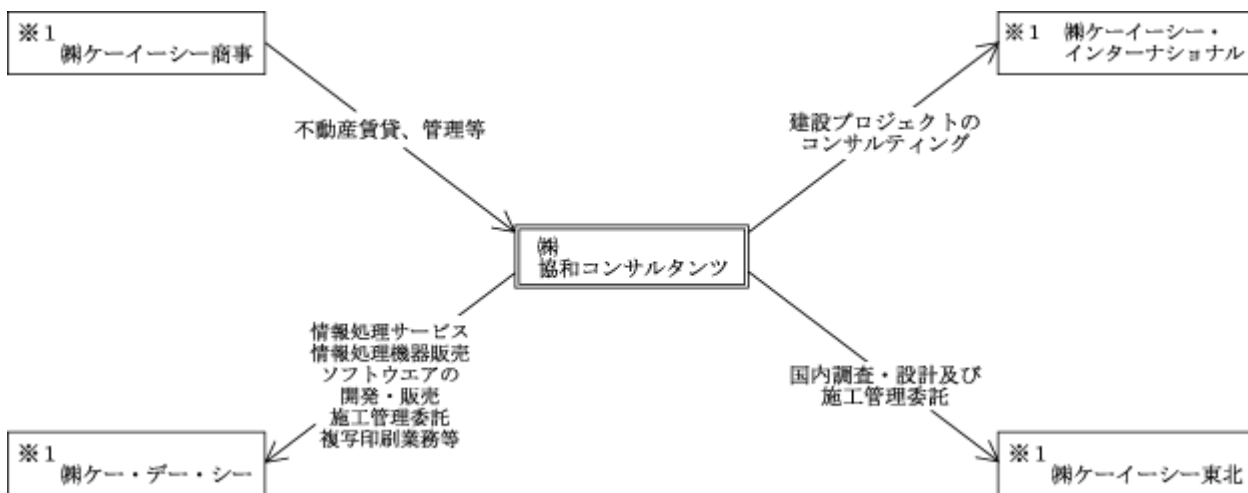 ※1
㈱ケーイーシー商事
※1 ㈱ケーイーシー・
インターナショナル
不動産賃貸、管理等
建設プロジェクトの
コンサルティング
㈱
協和コンサルタンツ
情報処理サービス
情報処理機器販売
ソフトウエアの
開発・販売
施工管理委託
複写印刷業務等
国内調査・設計及び
施工管理委託
※1
㈱ケー・デー・シー
※1
㈱ケーイーシー東北